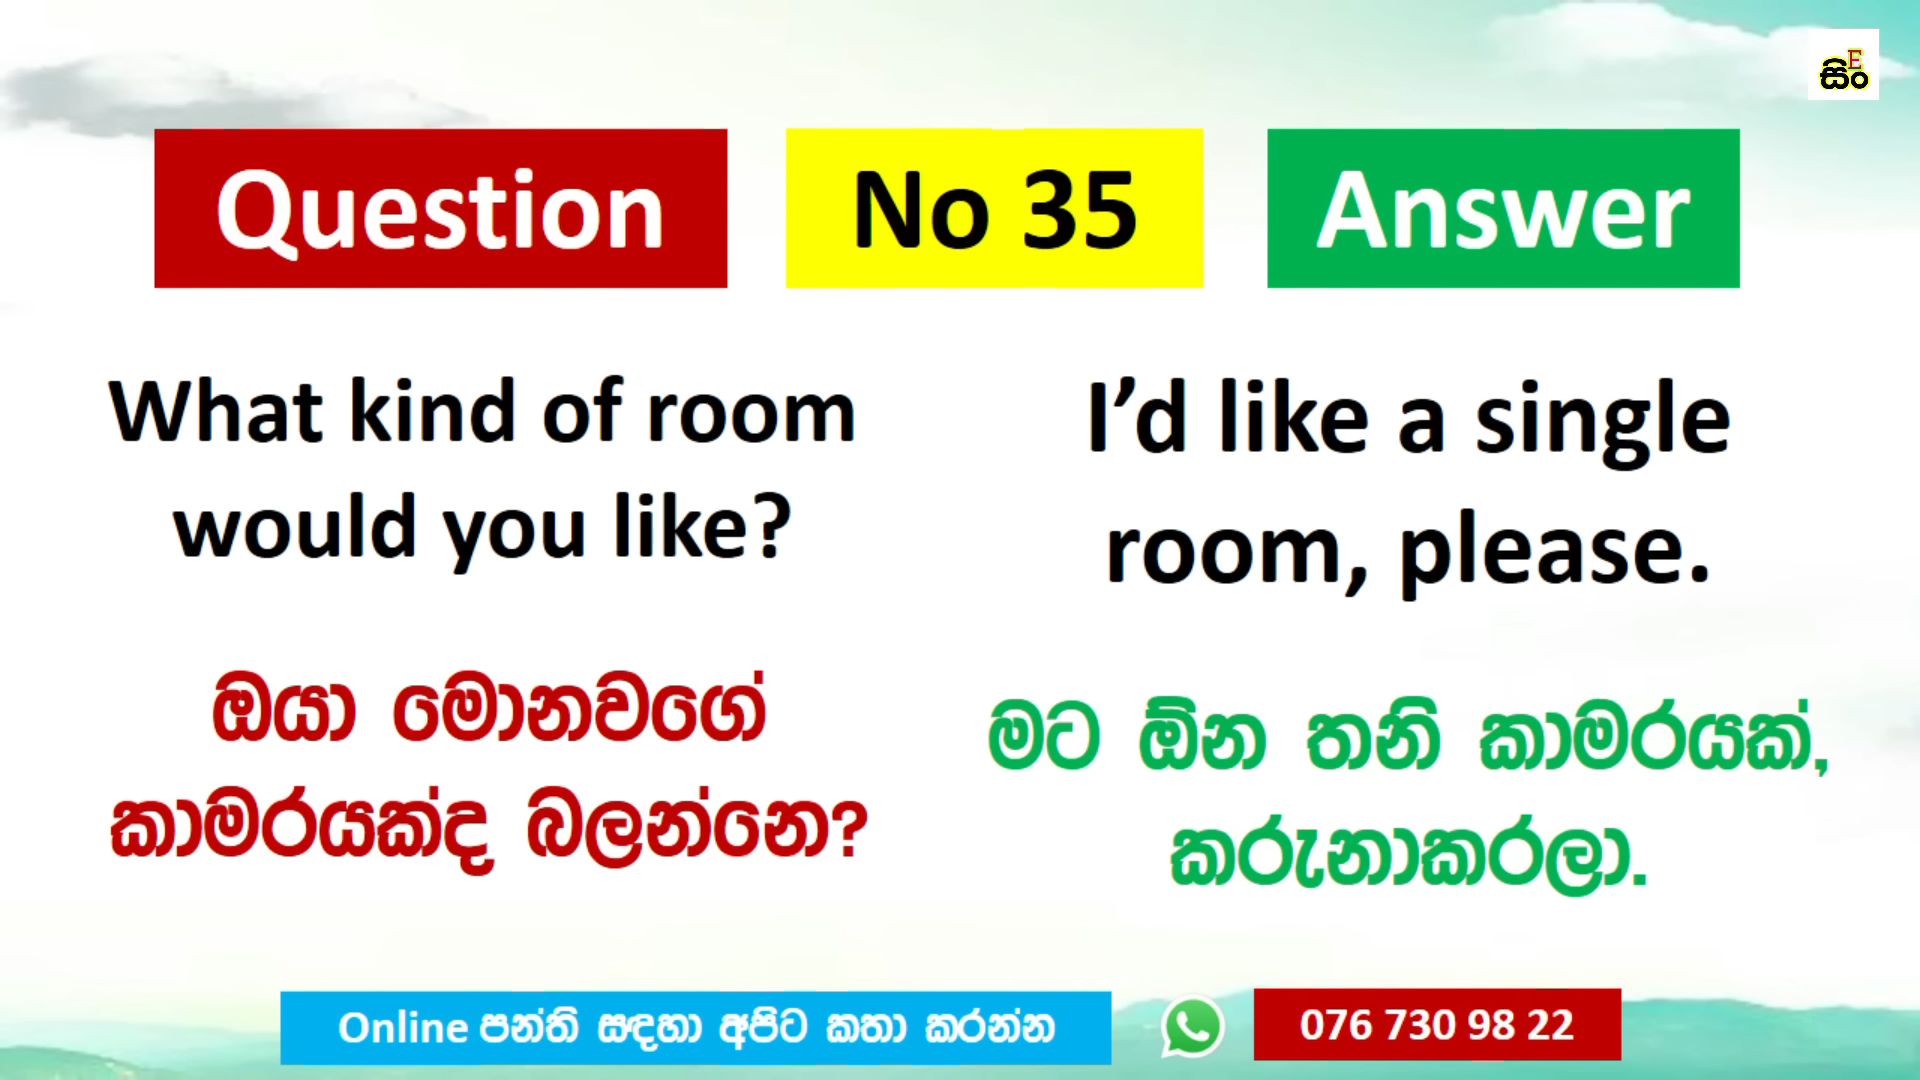 සිං
E
Question
No 35
Answer
What kind of room
would you like?
I’d like a single
room, please.
ඔයා මොනවගේ
කාමරයක්ද බලන්නෙ?
මට ඕන තනි කාමරයක්,
කරුනාකරලා.
Online පන්ති සඳහා අපිට කතා කරන්න
076 730 98 22